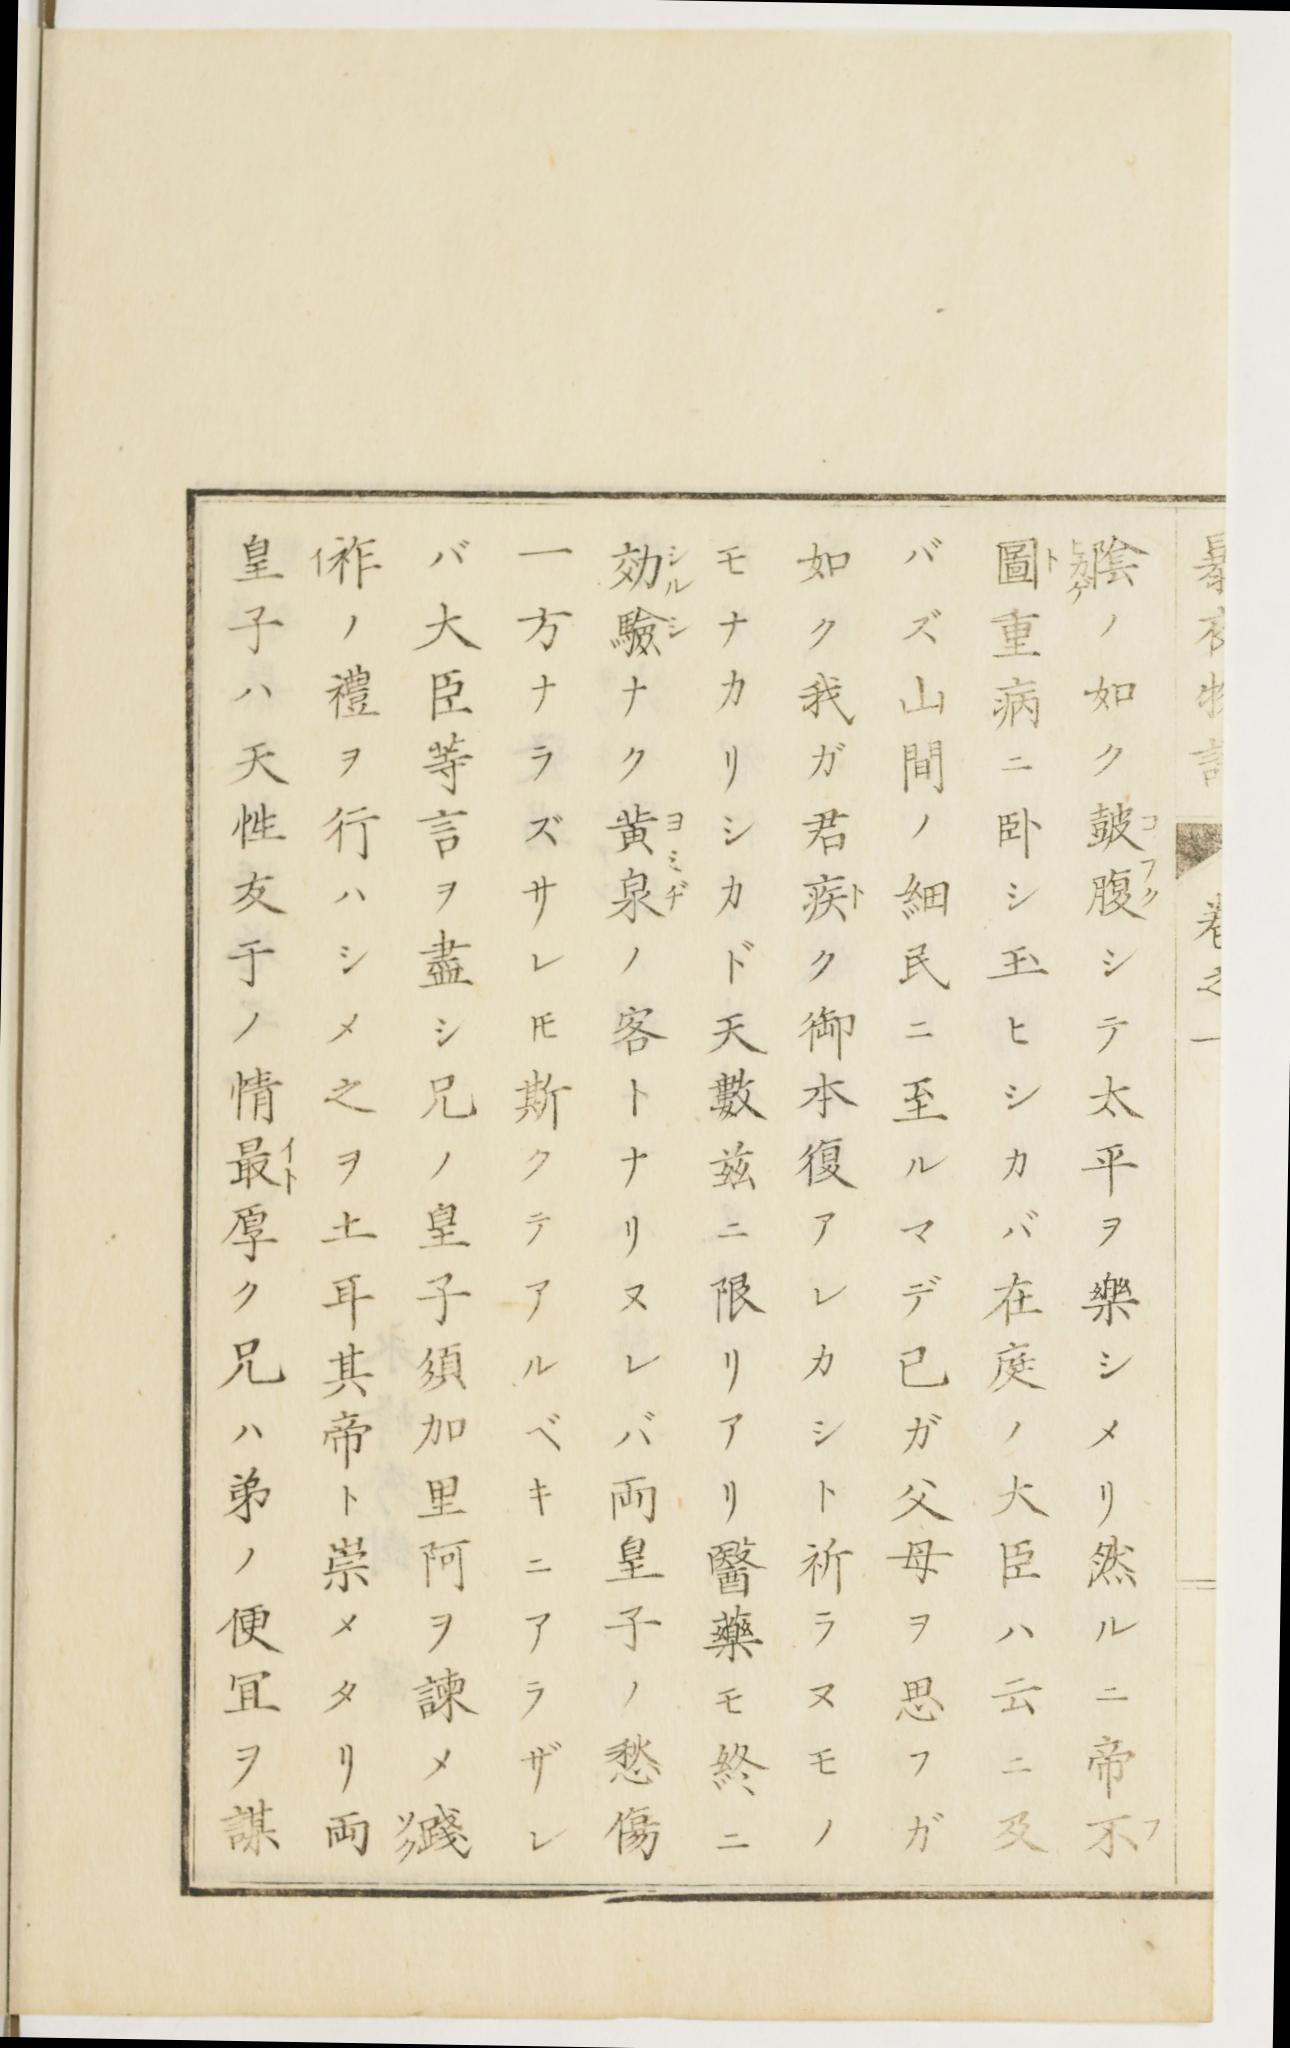 巻之一
陰ノ如ク皷腹シテ太平ヲ樂シメリ然ルニ帝不
圖重病ニ臥シ玉ヒシカバ在庭ノ大臣ハ云ニ及
バズ山間ノ細民ニ至ルマデ己ガ父母ヲ思フガ
如ク我ガ君疾ク御本復アレカシト祈ラヌモノ
モナカリシカド天數茲ニ限リアリ醫藥モ終ニ
効驗ナク黄泉ノ客トナリヌレバ両皇子ノ愁傷
一方ナラズサレ𪜈斯クテアルベキニアラザレ
バ大臣等言ヲ盡シ兄ノ皇子須加里阿ヲ諫メ踐
祚ノ禮ヲ行ハシメ之ヲ土耳其帝ト崇メタリ両
皇子ハ天性友于ノ情最厚ク兄ハ弟ノ便冝ヲ謀